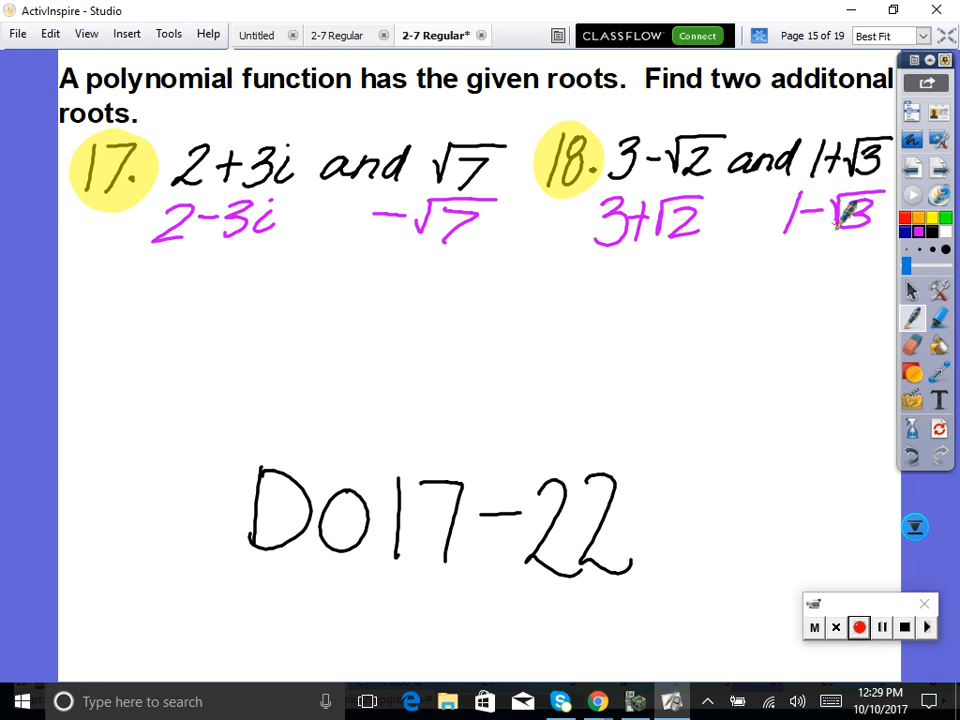 ActivInspire - Studio
File Edit View Insert Tools Help Untitled 2-7 Regular 2-7 Regular* CLASSFLOW Connect Page 15 of 19 Best Fit
A polynomial function has the given roots. Find two additonal
roots.
17. 2+3i and √7 18. 3-√2 and 1+√3
2-3i -√7 3+√2 1-√3
T
DO 17-22
M
Type here to search
12:29 PM
10/10/2017